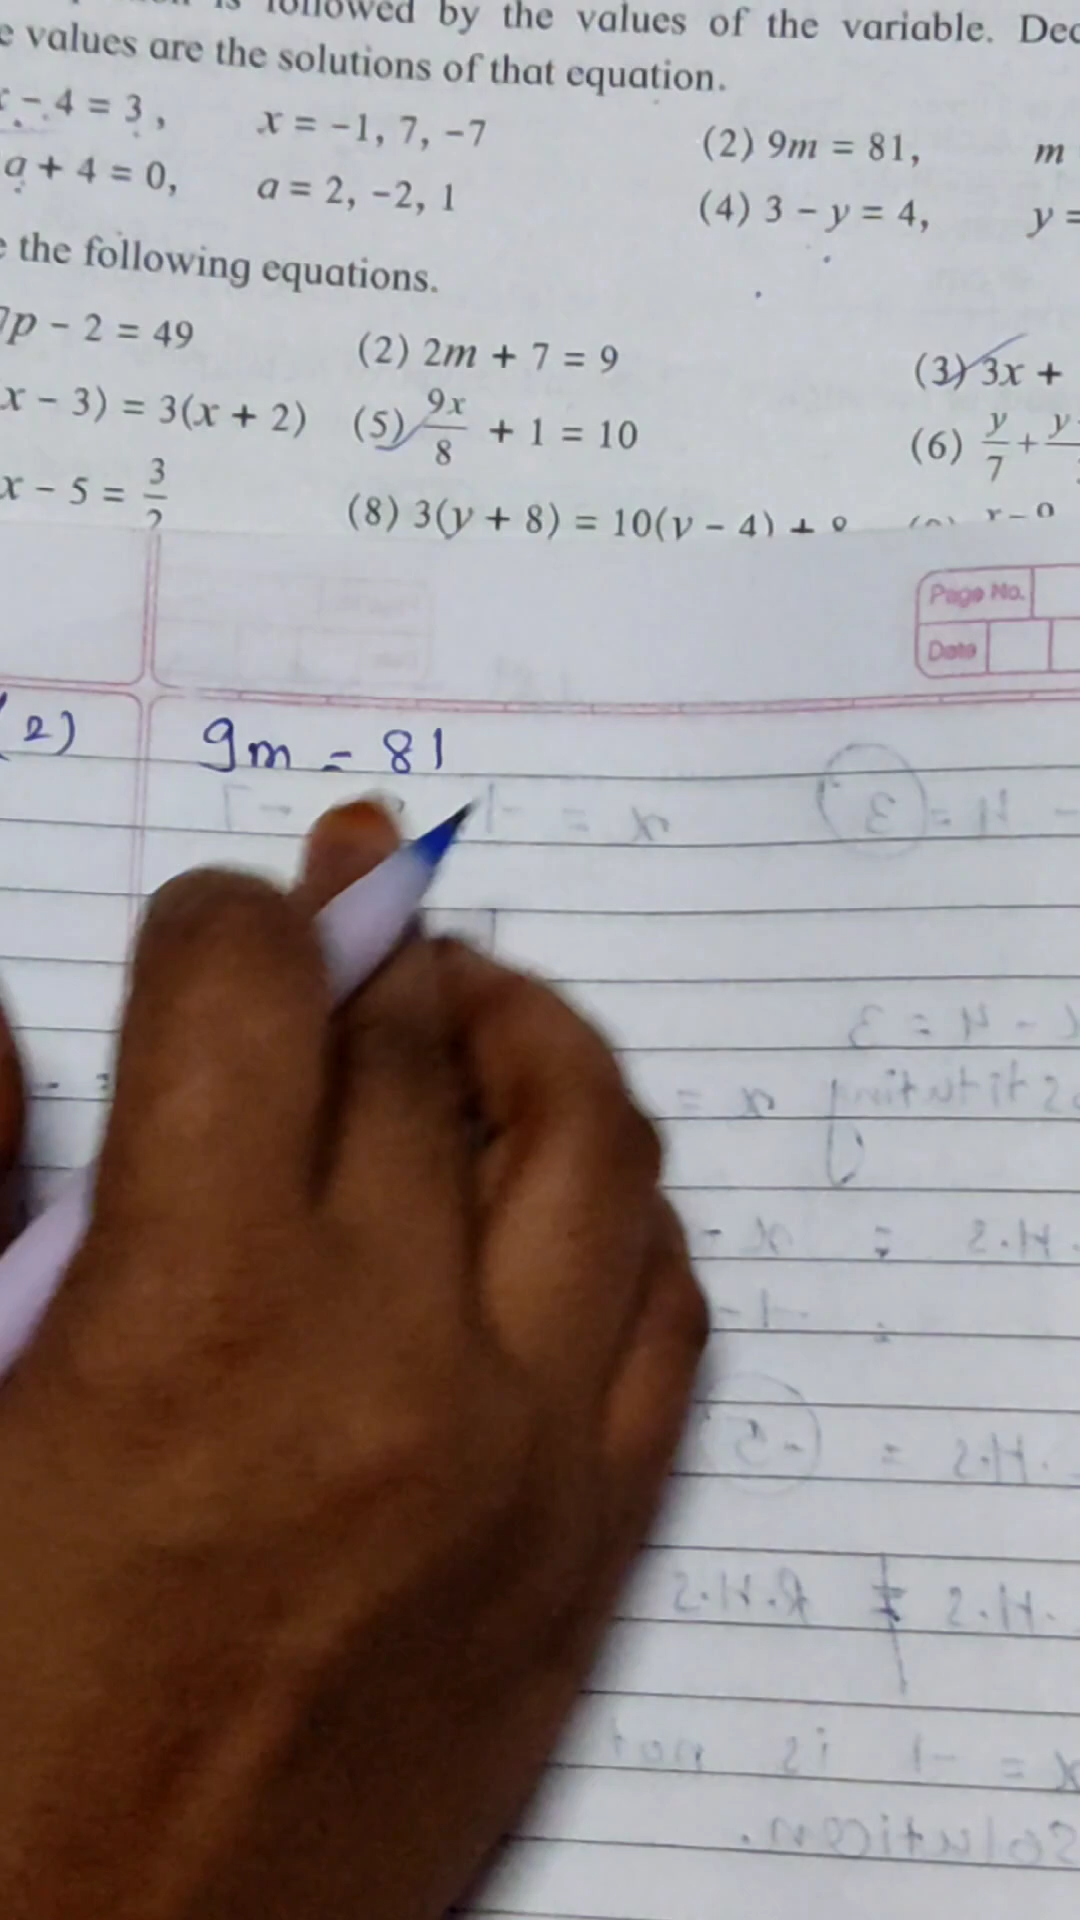 is followed by the values of the variable.
values are the solutions of that equation.
- 4 = 3, x = -1, 7, -7 (2) 9m = 81, m
a + 4 = 0, a = 2, -2, 1 (4) 3 - y = 4, y =
the following equations.
7p - 2 = 49 (2) 2m + 7 = 9 (3) 3x +
x - 3) = 3(x + 2) (5) 9x/8 + 1 = 10 (6) y/7 + y
x - 5 = 3/2 (8) 3(y + 8) = 10(y - 4) + 8
Page No.
Date
(2) 9m = 81